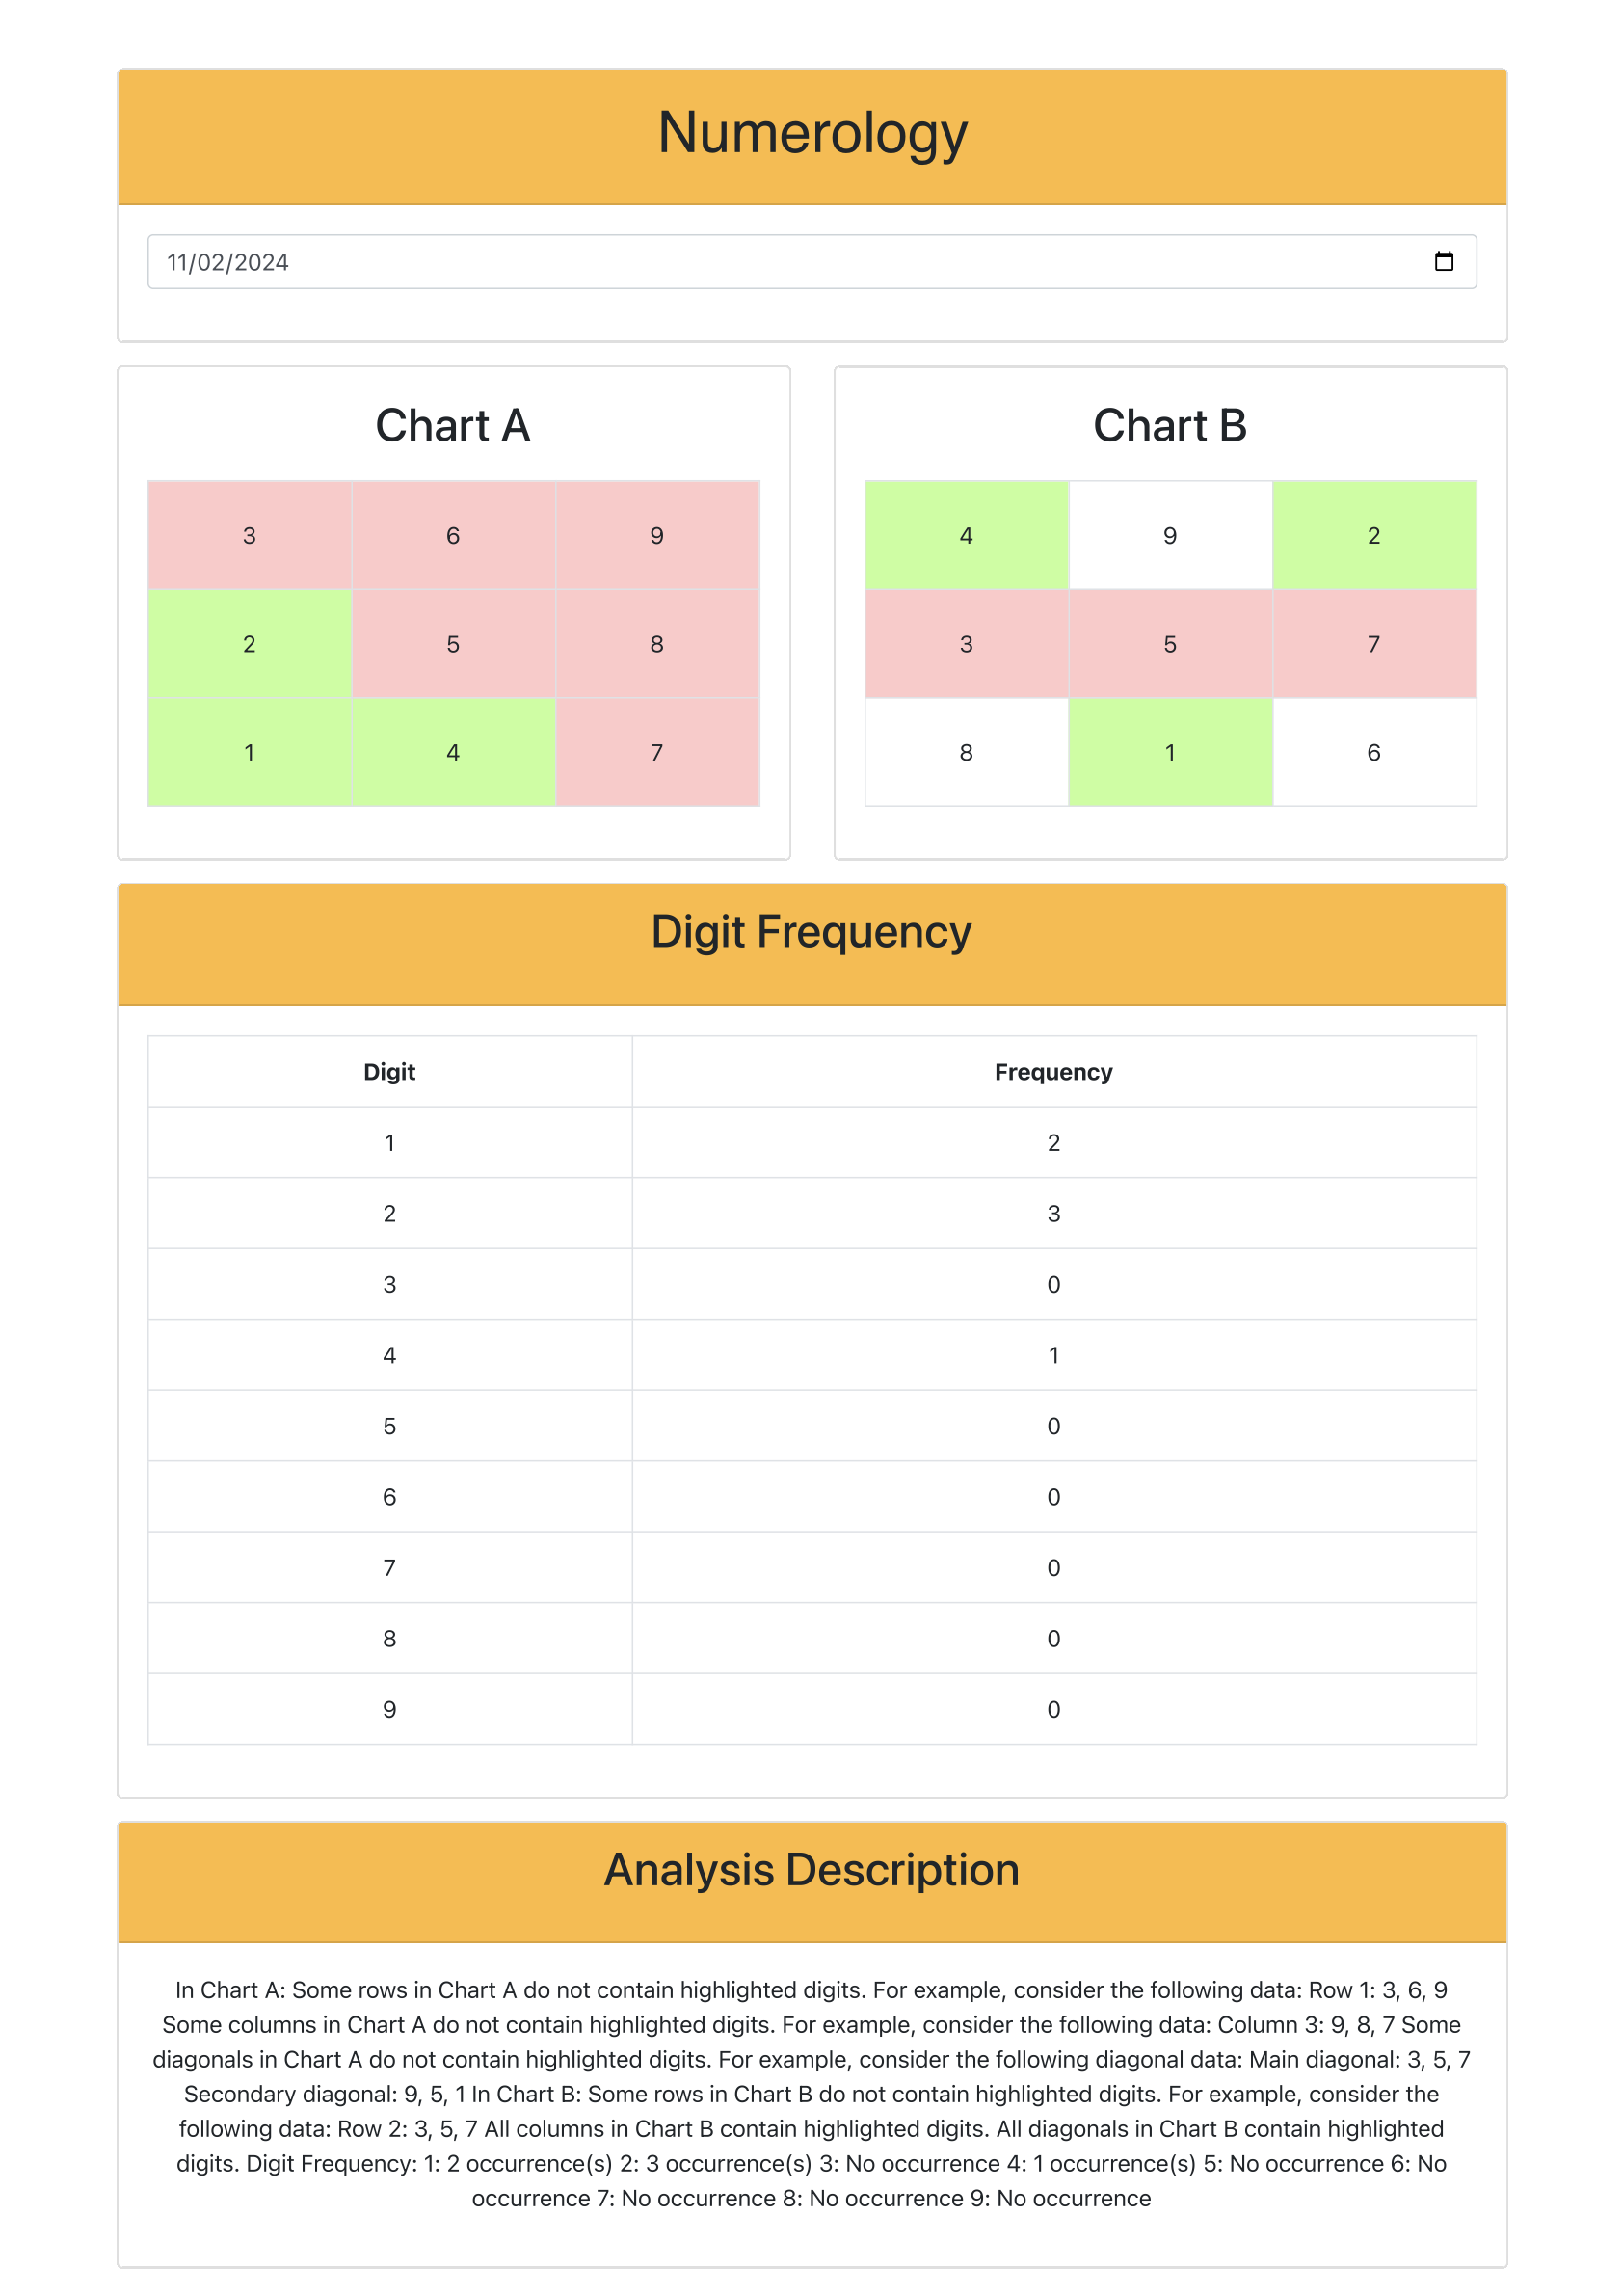 Numerology
11/02/2024
Chart A
3 6 9
2 5 8
1 4 7
Chart B
4 9 2
3 5 7
8 1 6
Digit Frequency
Digit Frequency
1 2
2 3
3 0
4 1
5 0
6 0
7 0
8 0
9 0
Analysis Description
In Chart A: Some rows in Chart A do not contain highlighted digits. For example, consider the following data: Row 1: 3, 6, 9
Some columns in Chart A do not contain highlighted digits. For example, consider the following data: Column 3: 9, 8, 7 Some
diagonals in Chart A do not contain highlighted digits. For example, consider the following diagonal data: Main diagonal: 3, 5, 7
Secondary diagonal: 9, 5, 1 In Chart B: Some rows in Chart B do not contain highlighted digits. For example, consider the
following data: Row 2: 3, 5, 7 All columns in Chart B contain highlighted digits. All diagonals in Chart B contain highlighted
digits. Digit Frequency: 1: 2 occurrence(s) 2: 3 occurrence(s) 3: No occurrence 4: 1 occurrence(s) 5: No occurrence 6: No
occurrence 7: No occurrence 8: No occurrence 9: No occurrence